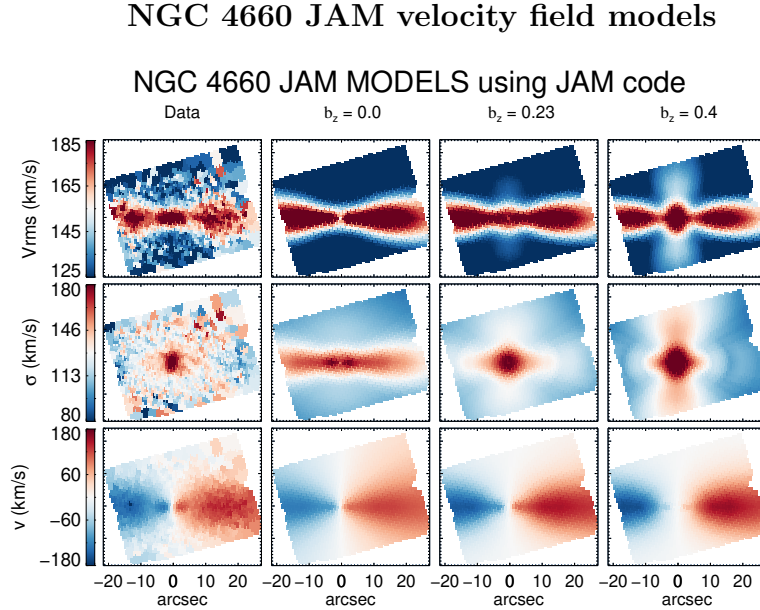 NGC 4660 JAM velocity field models
NGC 4660 JAM MODELS using JAM code
Data b_z = 0.0 b_z = 0.23 b_z = 0.4
185
165
145
125
Vrms (km/s)
180
146
113
80
σ (km/s)
180
60
−60
−180
v (km/s)
−20 −10 0 10 20 −20 −10 0 10 20 −20 −10 0 10 20 −20 −10 0 10 20
arcsec arcsec arcsec arcsec